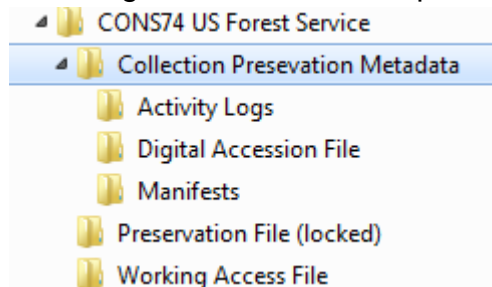 CONS74 US Forest Service
Collection Presevation Metadata
Activity Logs
Digital Accession File
Manifests
Preservation File (locked)
Working Access File